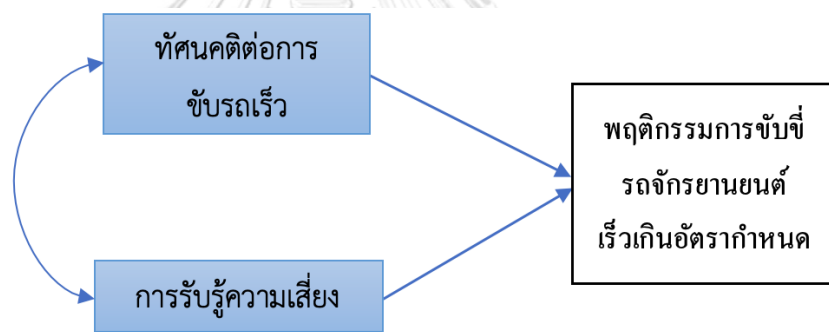 ทัศนคติต่อการ
ขับรถเร็ว
พฤติกรรมการขับขี่
รถจักรยานยนต์
เร็วเกินอัตรากำหนด
การรับรู้ความเสี่ยง